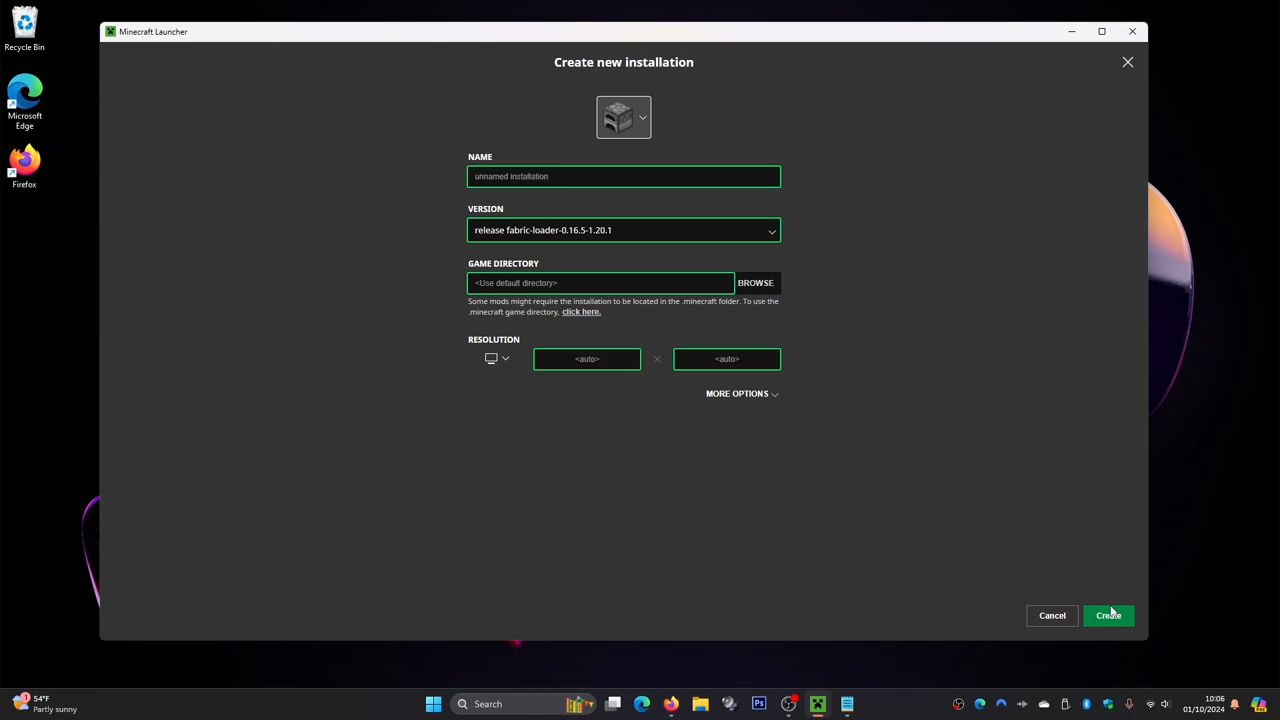 Recycle Bin
Microsoft
Edge
Firefox
Minecraft Launcher
Create new installation
NAME
unnamed installation
VERSION
release fabric-loader-0.16.5-1.20.1
GAME DIRECTORY
<Use default directory>
BROWSE
Some mods might require the installation to be located in the .minecraft folder. To use the
.minecraft game directory, click here.
RESOLUTION
<auto>
<auto>
MORE OPTIONS
Cancel
Create
1
54°F
Partly sunny
Search
Ps
10:06
01/10/2024